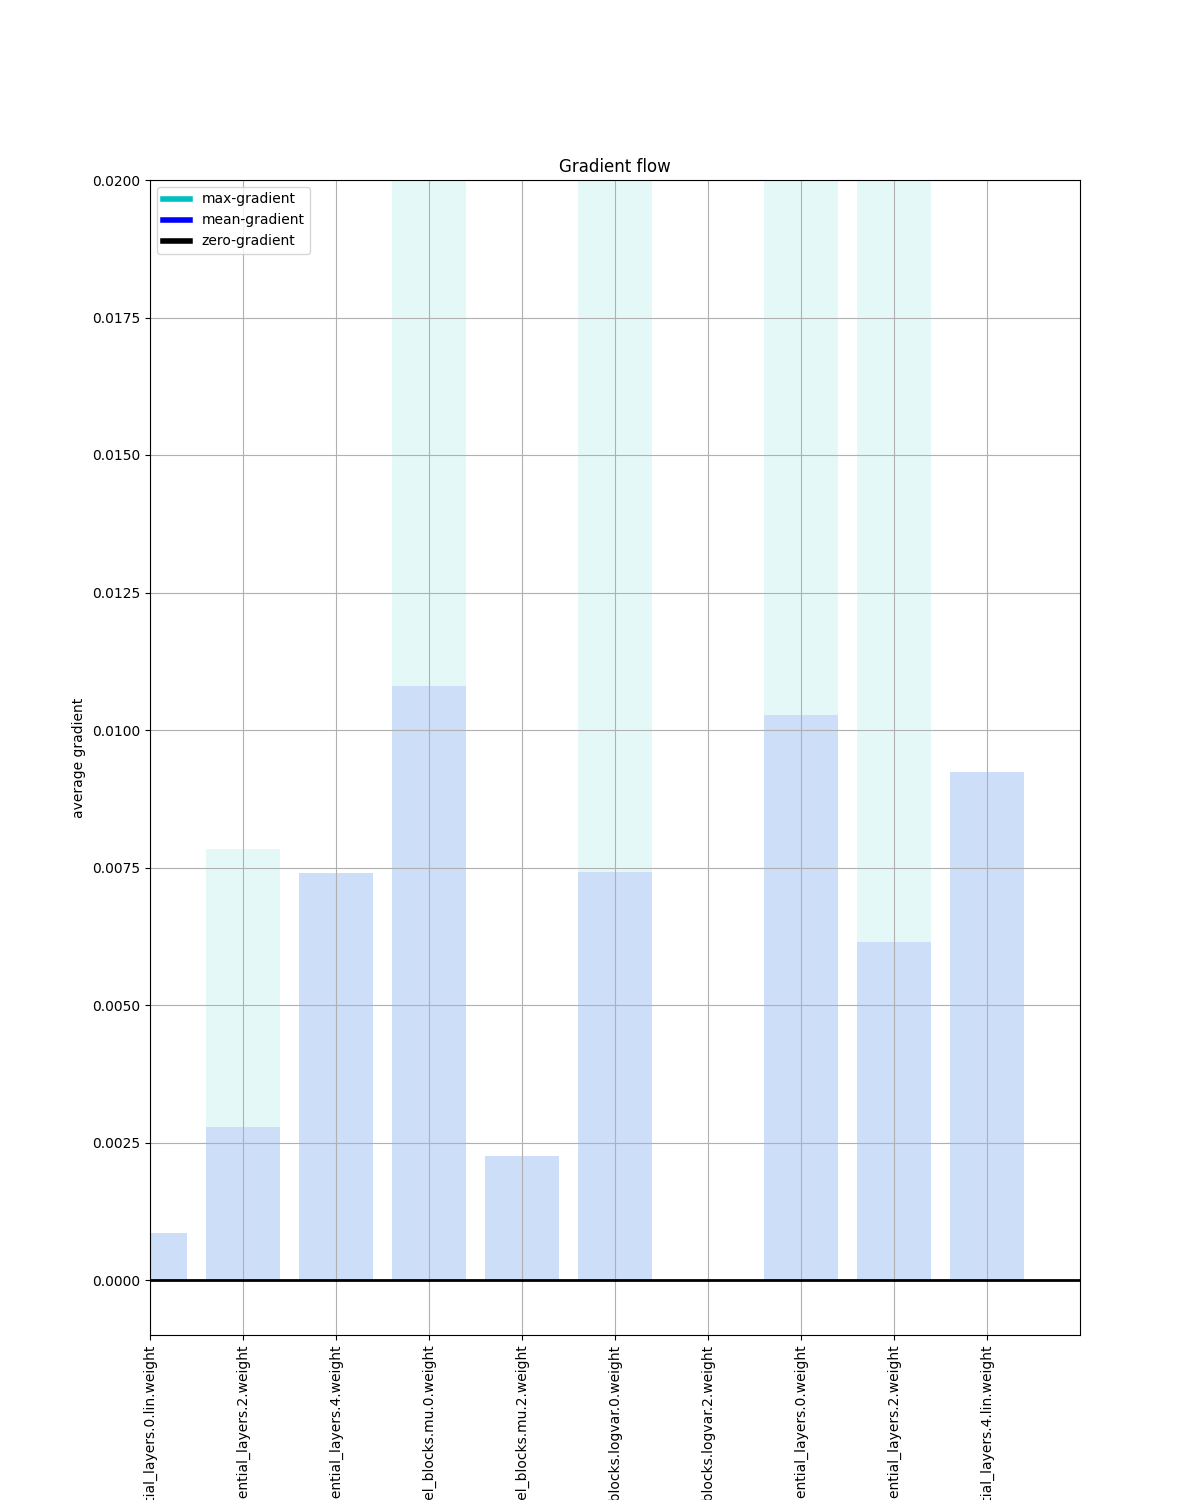 Gradient flow
max-gradient
mean-gradient
zero-gradient
0.0200
0.0175
0.0150
0.0125
0.0100
0.0075
0.0050
0.0025
0.0000
average gradient
tial_layers.0.lin.weight
ential_layers.2.weight
ential_layers.4.weight
el_blocks.mu.0.weight
el_blocks.mu.2.weight
blocks.logvar.0.weight
blocks.logvar.2.weight
ential_layers.0.weight
ential_layers.2.weight
tial_layers.4.lin.weight